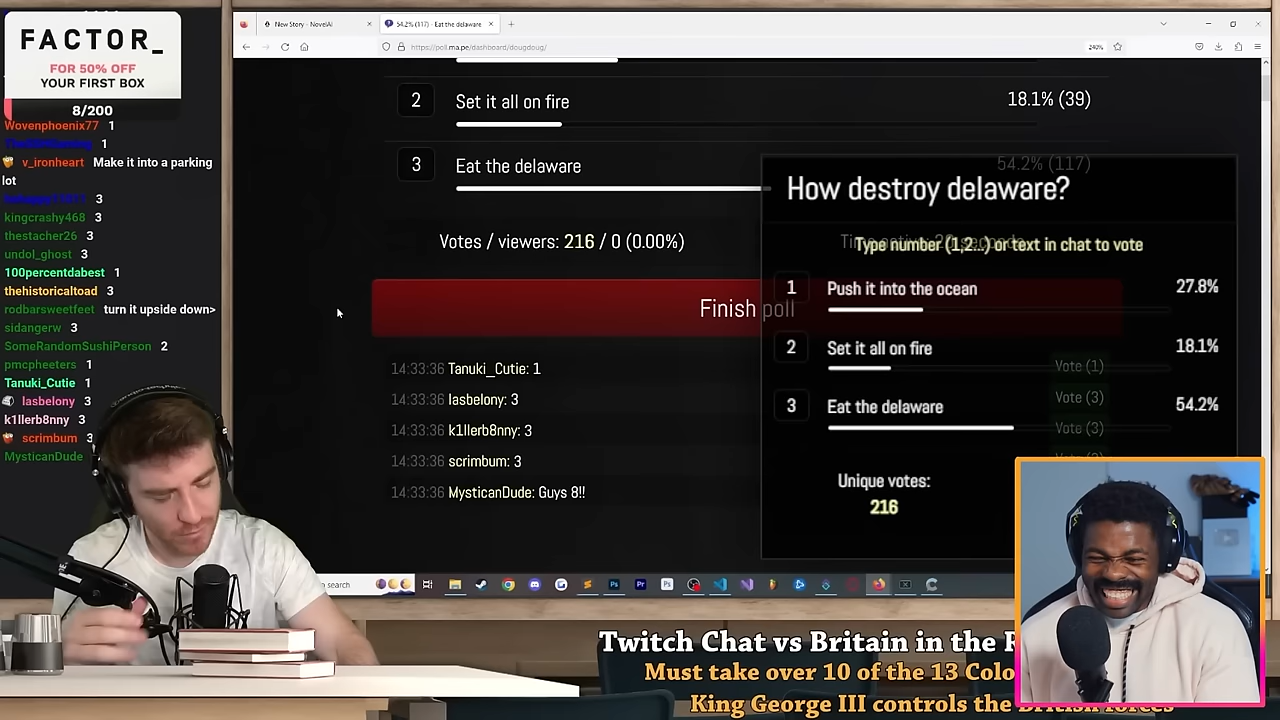 FACTOR_
FOR 50% OFF
YOUR FIRST BOX
8/200
Wovenphoenix77 1
1
v_ironheart Make it into a parking
lot
3
kingcrashy468 3
thestacher26 3
undol_ghost 3
100percentdabest 1
thehistoricaltoad 3
rodbarsweetfeet turn it upside down>
sidangerw 3
SomeRandomSushiPerson 2
pmcpheeters 1
Tanuki_Cutie 1
lasbelony 3
k1llerb8nny 3
scrimbum 3
MysticanDude
New Story - NovelAI
54.2% (117) - Eat the delaware
https://poll.ma.pe/dashboard/dougdoug/
240%
2 Set it all on fire 18.1% (39)
3 Eat the delaware 54.2% (117)
Votes / viewers: 216 / 0 (0.00%)
Finish poll
14:33:36 Tanuki_Cutie: 1 Vote (1)
14:33:36 lasbelony: 3 Vote (3)
14:33:36 k1llerb8nny: 3 Vote (3)
14:33:36 scrimbum: 3
14:33:36 MysticanDude: Guys 8!!
How destroy delaware?
Type number (1,2...) or text in chat to vote
1 Push it into the ocean 27.8%
2 Set it all on fire 18.1%
3 Eat the delaware 54.2%
Unique votes:
216
search
Twitch Chat vs Britain in the
Must take over 10 of the 13 Colo
King George III controls the British forces